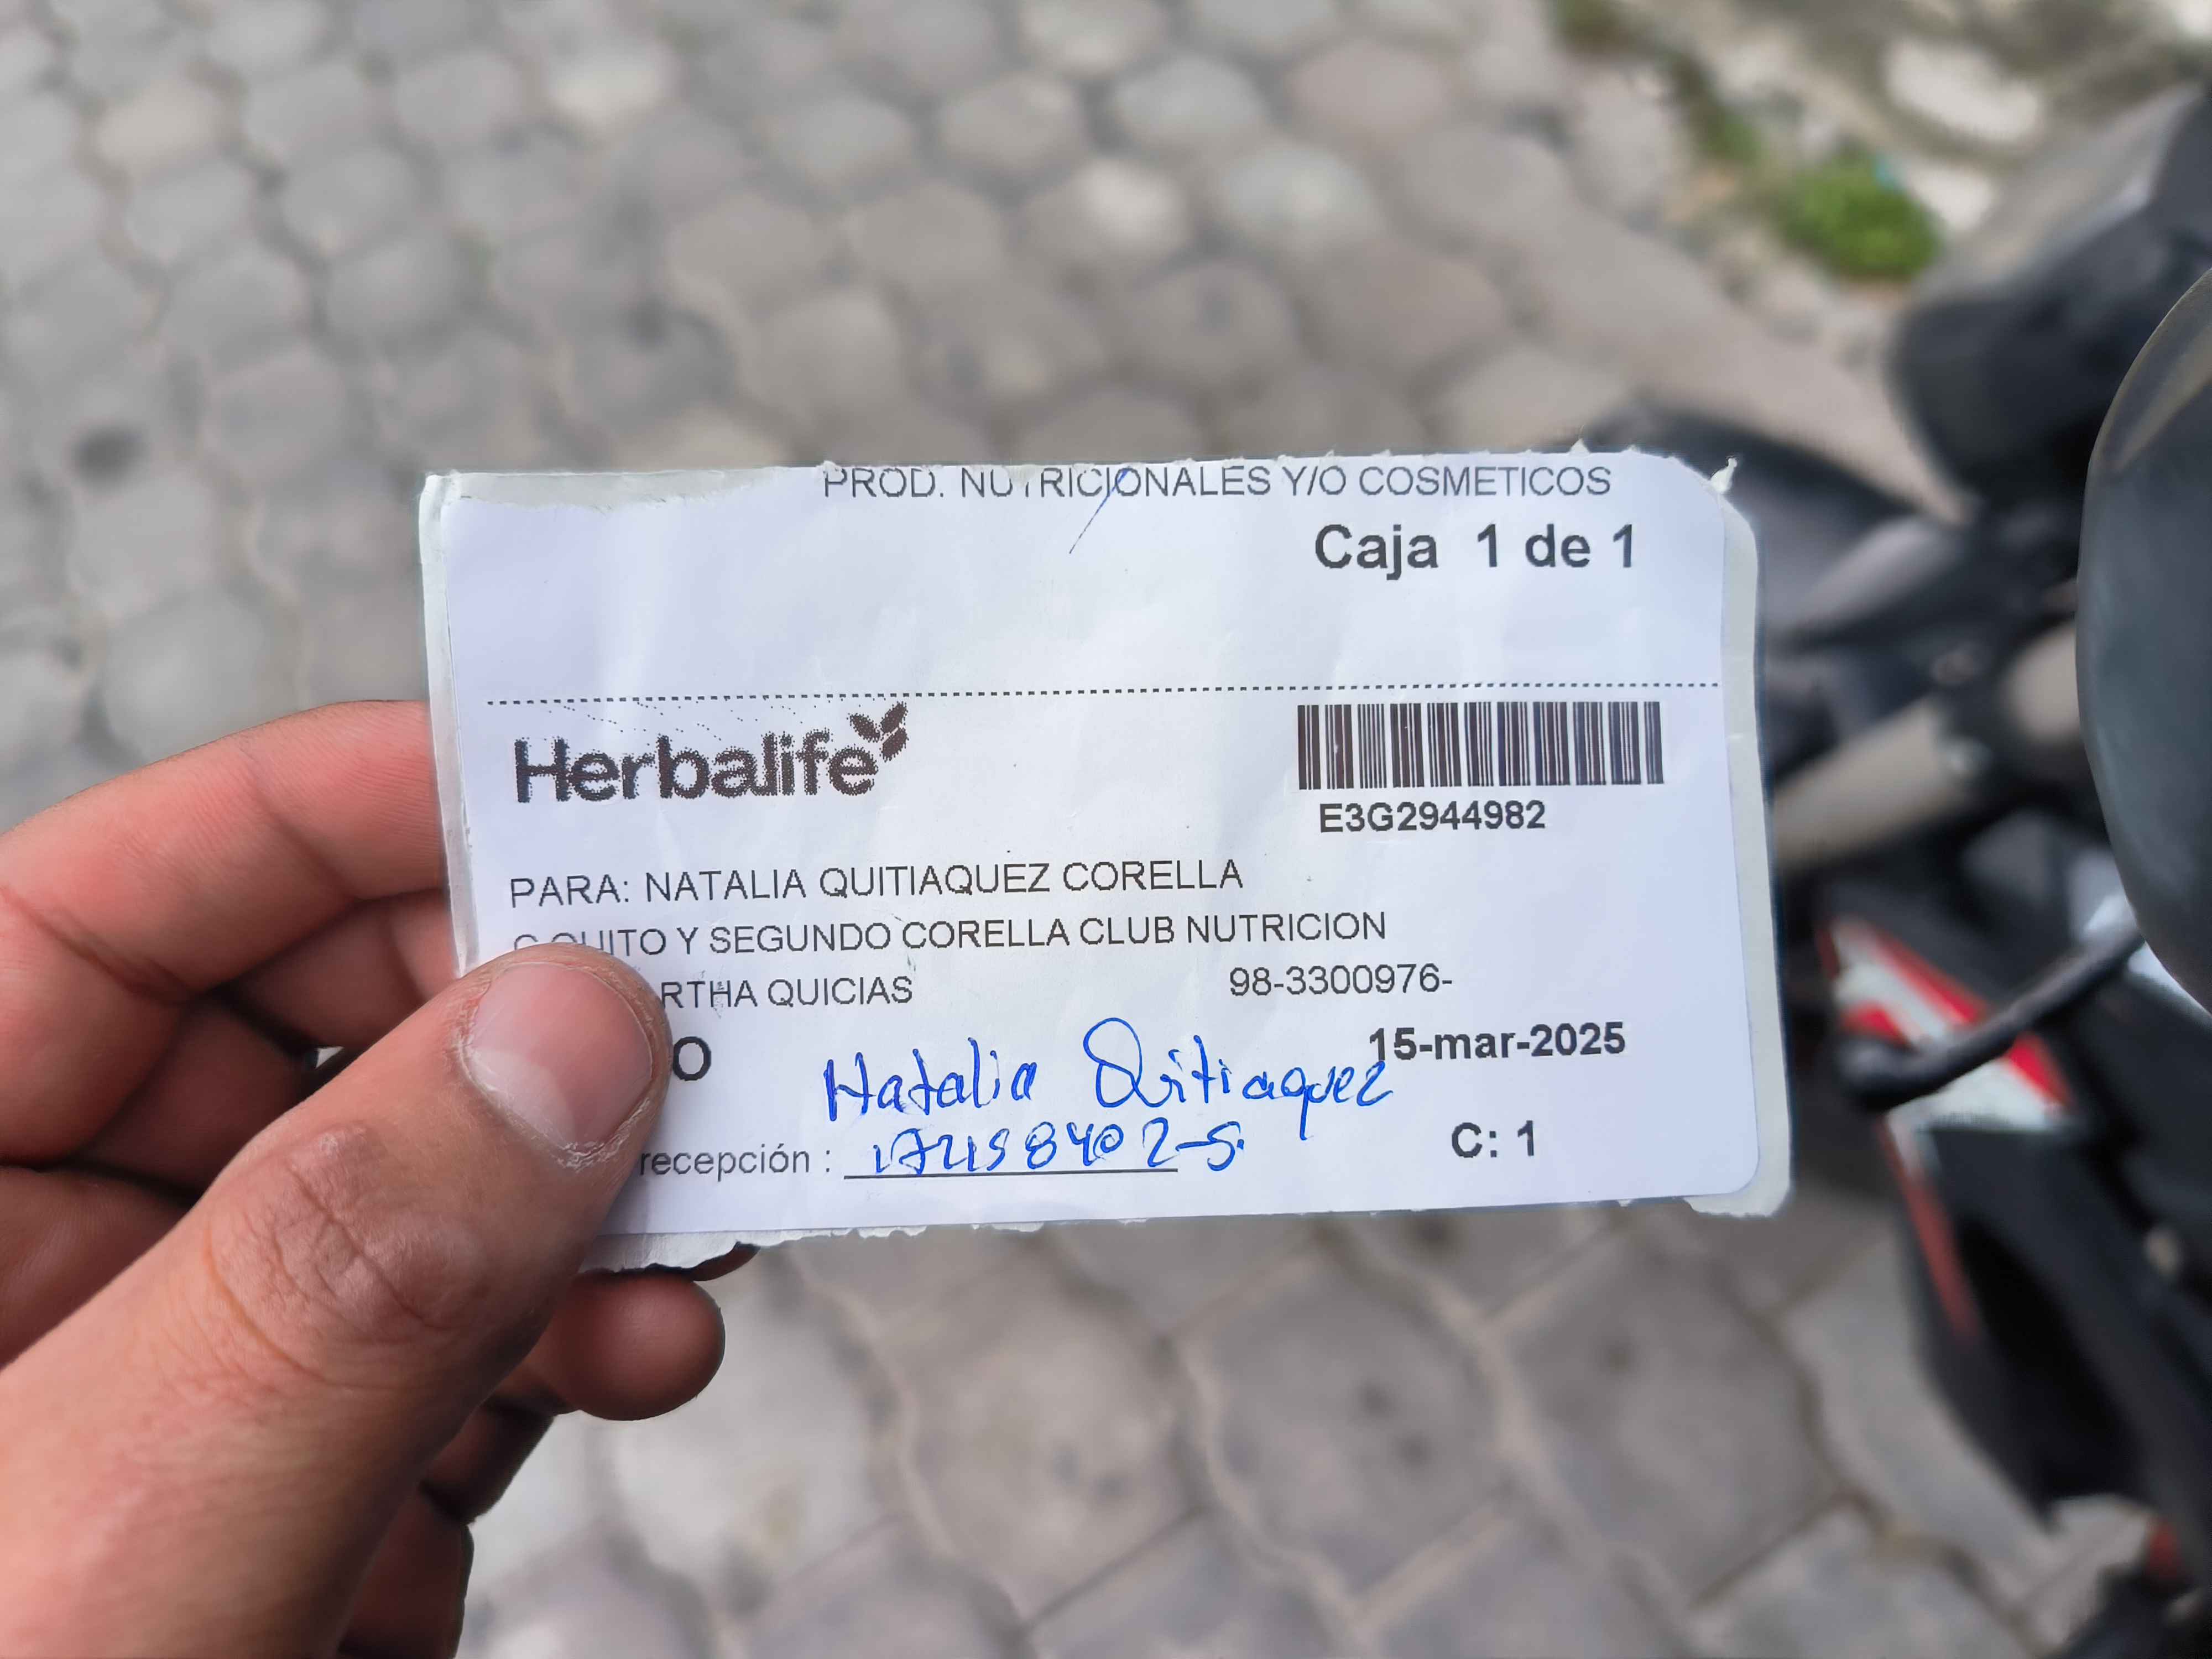 PROD. NUTRICIONALES Y/O COSMETICOS
Caja 1 de 1
Herbalife
E3G2944982
PARA: NATALIA QUITIAQUEZ CORELLA
QUITO Y SEGUNDO CORELLA CLUB NUTRICION
RTHA QUICIAS 98-3300976-
O 15-mar-2025
Natalia Quitiaquez
C: 1
recepción :